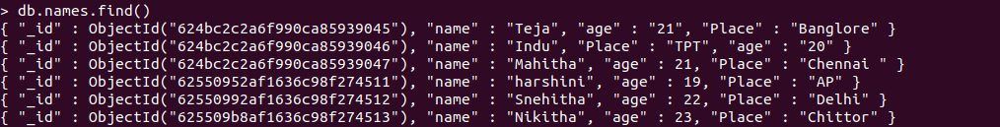 > db.names.find()
{ "_id" : ObjectId("624bc2c2a6f990ca85939045"), "name" : "Teja", "age" : "21", "Place" : "Banglore" }
{ "_id" : ObjectId("624bc2c2a6f990ca85939046"), "name" : "Indu", "Place" : "TPT", "age" : "20" }
{ "_id" : ObjectId("624bc2c2a6f990ca85939047"), "name" : "Mahitha", "age" : 21, "Place" : "Chennai " }
{ "_id" : ObjectId("62550952af1636c98f274511"), "name" : "harshini", "age" : 19, "Place" : "AP" }
{ "_id" : ObjectId("62550992af1636c98f274512"), "name" : "Snehitha", "age" : 22, "Place" : "Delhi" }
{ "_id" : ObjectId("625509b8af1636c98f274513"), "name" : "Nikitha", "age" : 23, "Place" : "Chittor" }